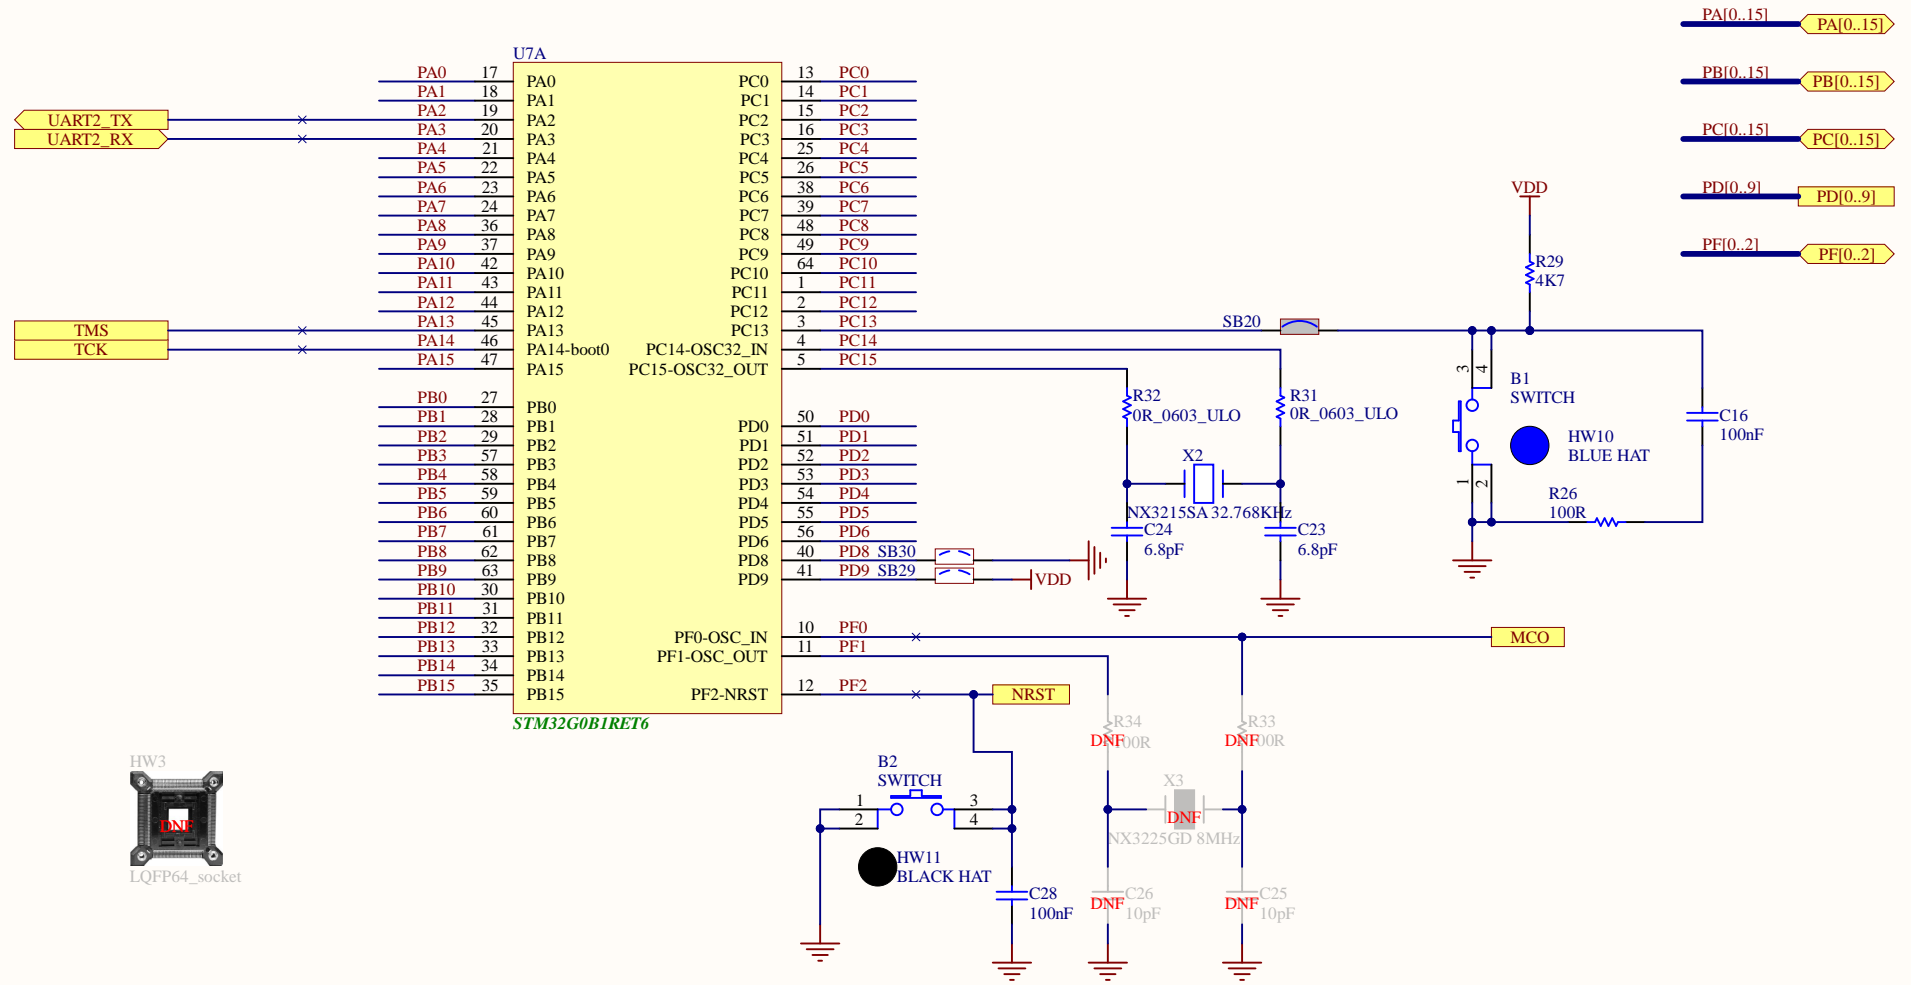 PA[0..15] PA[0..15]
PB[0..15] PB[0..15]
PC[0..15] PC[0..15]
PD[0..9] PD[0..9]
PF[0..2] PF[0..2]
U7A
PA0 17 PA0 PC0 13 PC0
PA1 18 PA1 PC1 14 PC1
UART2_TX PA2 19 PA2 PC2 15 PC2
UART2_RX PA3 20 PA3 PC3 16 PC3
PA4 21 PA4 PC4 25 PC4
PA5 22 PA5 PC5 26 PC5
PA6 23 PA6 PC6 38 PC6
PA7 24 PA7 PC7 39 PC7
PA8 36 PA8 PC8 48 PC8
PA9 37 PA9 PC9 49 PC9
PA10 42 PA10 PC10 64 PC10
PA11 43 PA11 PC11 1 PC11
PA12 44 PA12 PC12 2 PC12
TMS PA13 45 PA13 PC13 3 PC13 SB20
TCK PA14 46 PA14-boot0 PC14-OSC32_IN 4 PC14
PA15 47 PA15 PC15-OSC32_OUT 5 PC15
PB0 27 PB0
PB1 28 PB1 PD0 50 PD0
PB2 29 PB2 PD1 51 PD1
PB3 57 PB3 PD2 52 PD2
PB4 58 PB4 PD3 53 PD3
PB5 59 PB5 PD4 54 PD4
PB6 60 PB6 PD5 55 PD5
PB7 61 PB7 PD6 56 PD6
PB8 62 PB8 PD8 40 PD8 SB30
PB9 63 PB9 PD9 41 PD9 SB29 VDD
PB10 30 PB10
PB11 31 PB11
PB12 32 PB12 PF0-OSC_IN 10 PF0 MCO
PB13 33 PB13 PF1-OSC_OUT 11 PF1
PB14 34 PB14
PB15 35 PB15 PF2-NRST 12 PF2 NRST
STM32G0B1RET6
VDD
R29
4K7
3 4
B1
SWITCH
HW10
BLUE HAT
1 2
C16
100nF
R26
100R
R32
0R_0603_ULO
R31
0R_0603_ULO
X2
NX3215SA 32.768KHz
C24
6.8pF
C23
6.8pF
R34
DNF 100R
R33
DNF 00R
X3
DNF
NX3225GD 8MHz
C26
DNF
10pF
C25
DNF
10pF
B2
SWITCH
1 3
2 4
HW11
BLACK HAT
C28
100nF
HW3
DNF
LQFP64_socket